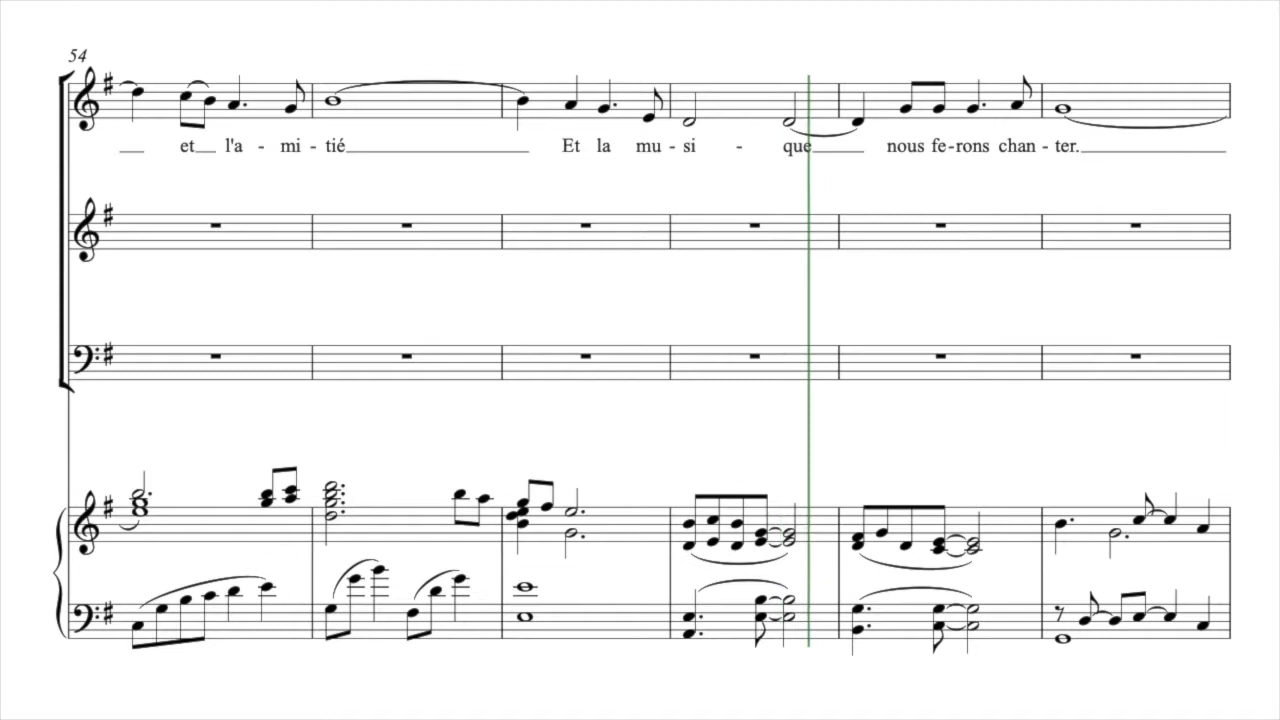 54
et l'a - mi - tié Et la mu - si - que nous fe - rons chan - ter.